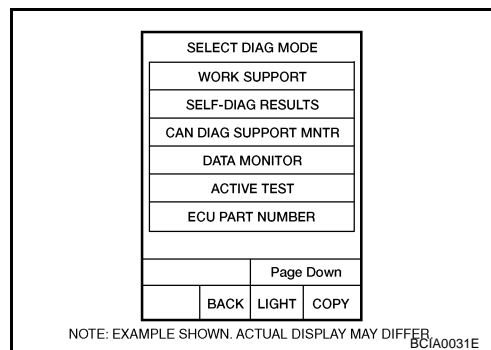 SELECT DIAG MODE
WORK SUPPORT
SELF-DIAG RESULTS
CAN DIAG SUPPORT MNTR
DATA MONITOR
ACTIVE TEST
ECU PART NUMBER
Page Down
BACK LIGHT COPY
NOTE: EXAMPLE SHOWN. ACTUAL DISPLAY MAY DIFFER.
BCIA0031E